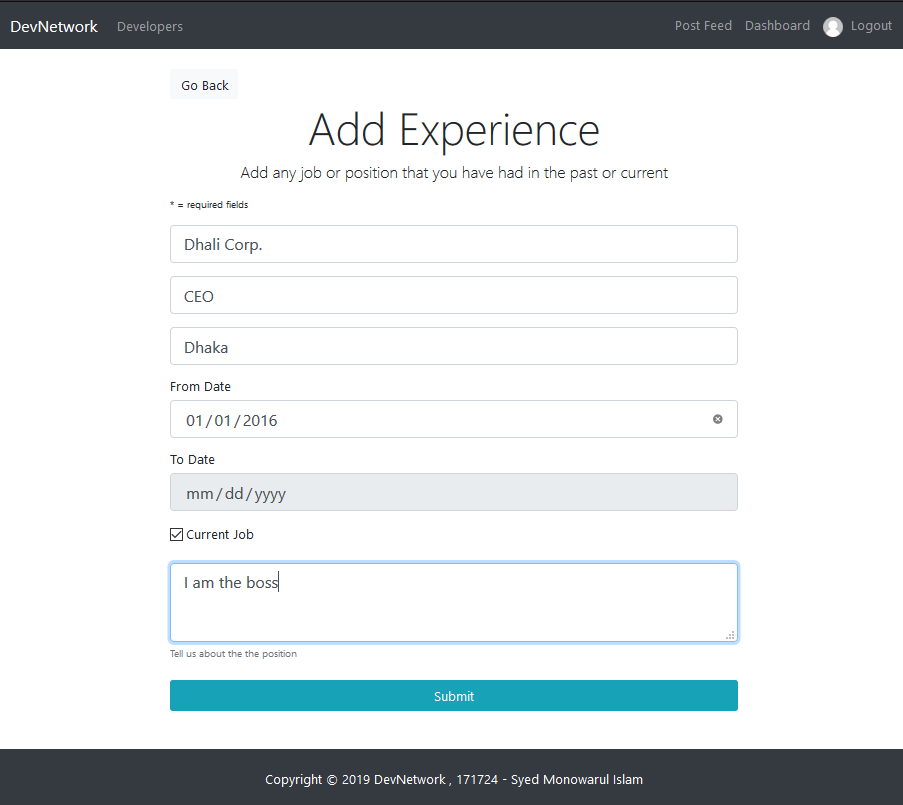 DevNetwork Developers Post Feed Dashboard Logout
Go Back
Add Experience
Add any job or position that you have had in the past or current
* = required fields
Dhali Corp.
CEO
Dhaka
From Date
01/01/2016
To Date
mm/dd/yyyy
Current Job
I am the boss
Tell us about the the position
Submit
Copyright © 2019 DevNetwork , 171724 - Syed Monowarul Islam